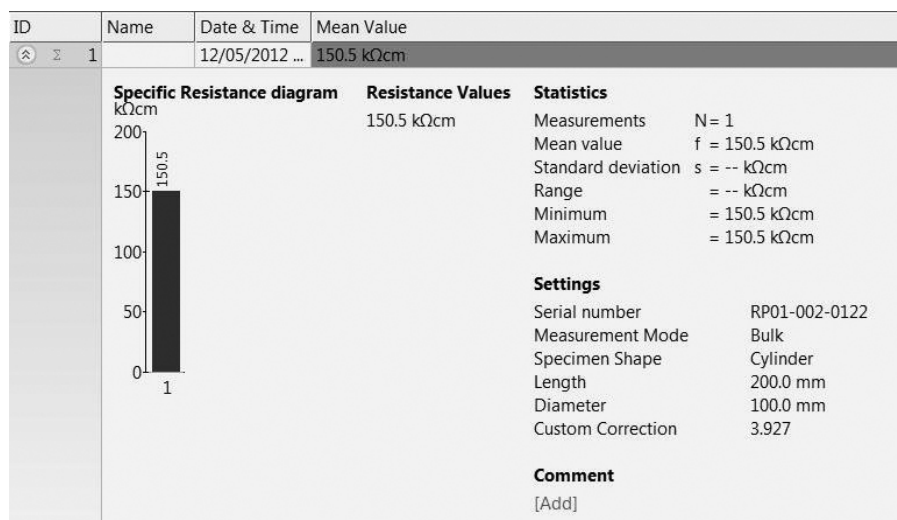 ID Name Date & Time Mean Value
Σ 1 12/05/2012 ... 150.5 kΩcm
Specific Resistance diagram
kΩcm
200
150
100
50
0
150.5
1
Resistance Values
150.5 kΩcm
Statistics
Measurements N = 1
Mean value f = 150.5 kΩcm
Standard deviation s = -- kΩcm
Range = -- kΩcm
Minimum = 150.5 kΩcm
Maximum = 150.5 kΩcm
Settings
Serial number RP01-002-0122
Measurement Mode Bulk
Specimen Shape Cylinder
Length 200.0 mm
Diameter 100.0 mm
Custom Correction 3.927
Comment
[Add]